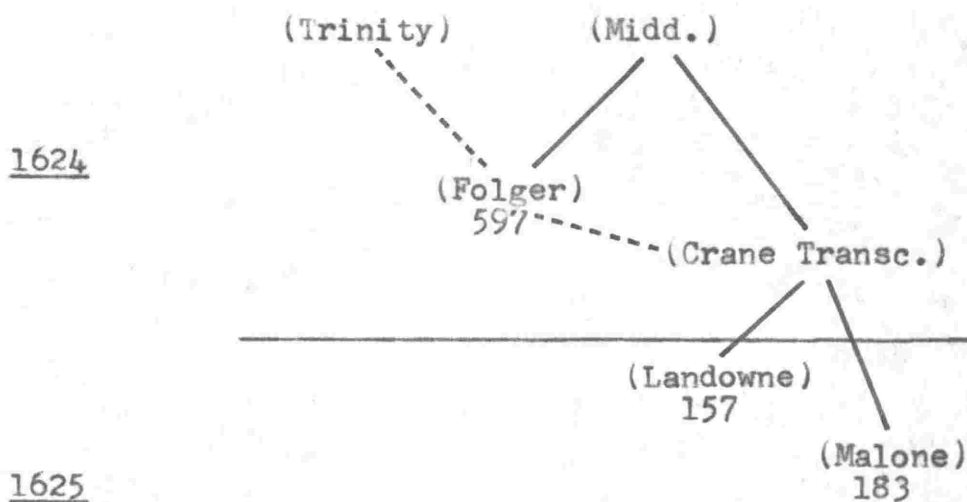 (Trinity) (Midd.)
1624
(Folger)
597
(Crane Transc.)
(Landowne)
157
(Malone)
183
1625